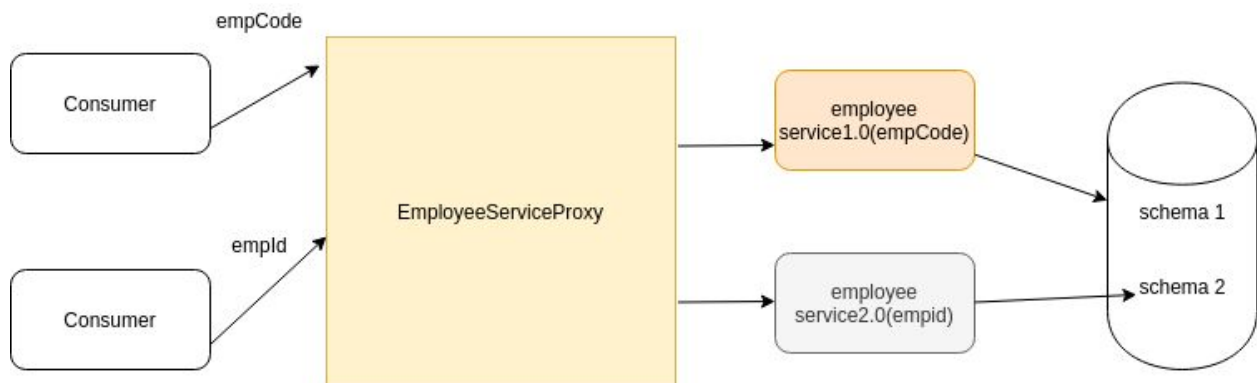 empCode
Consumer
employee
service1.0(empCode)
EmployeeServiceProxy
schema 1
empId
Consumer
employee
service2.0(empid)
schema 2